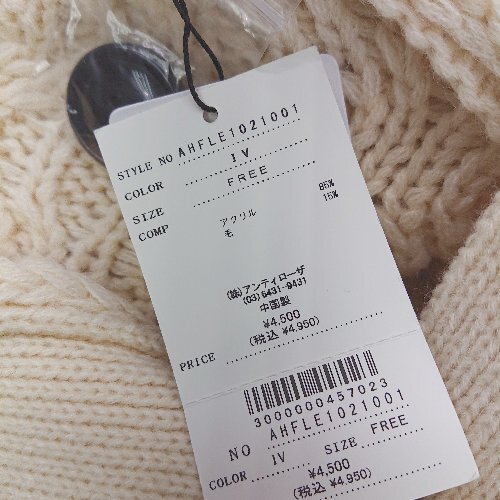 STYLE NO AHFLE1021001
COLOR IV
SIZE FREE
COMP アクリル 85%
毛 15%
(株)アンティローザ
(03)5431-9431
中国製
¥4,500
(税込 ¥4,950)
PRICE
3000000457023
NO AHFLE1021001
COLOR IV SIZE FREE
¥4,500
(税込 ¥4,950)